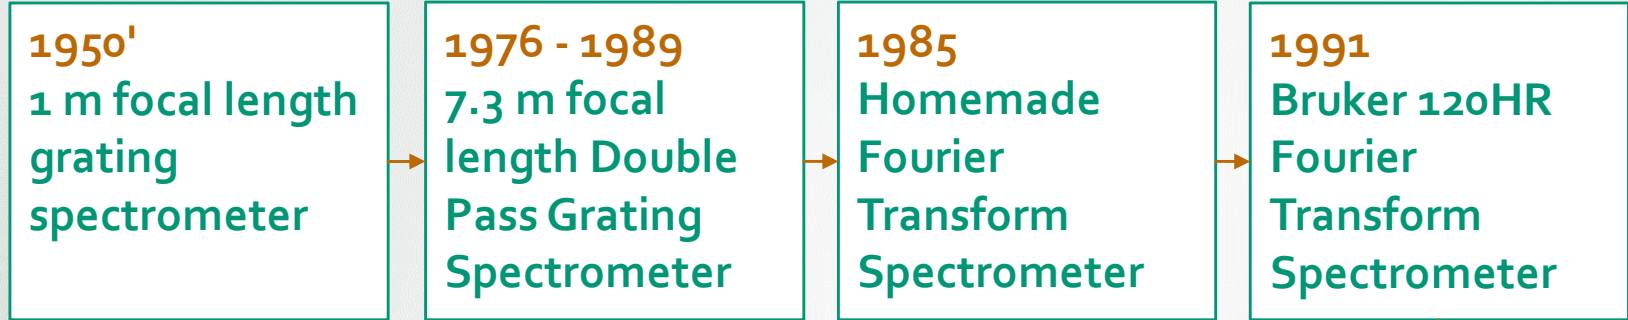 1950'
1 m focal length
grating
spectrometer
1976 - 1989
7.3 m focal
length Double
Pass Grating
Spectrometer
1985
Homemade
Fourier
Transform
Spectrometer
1991
Bruker 120HR
Fourier
Transform
Spectrometer